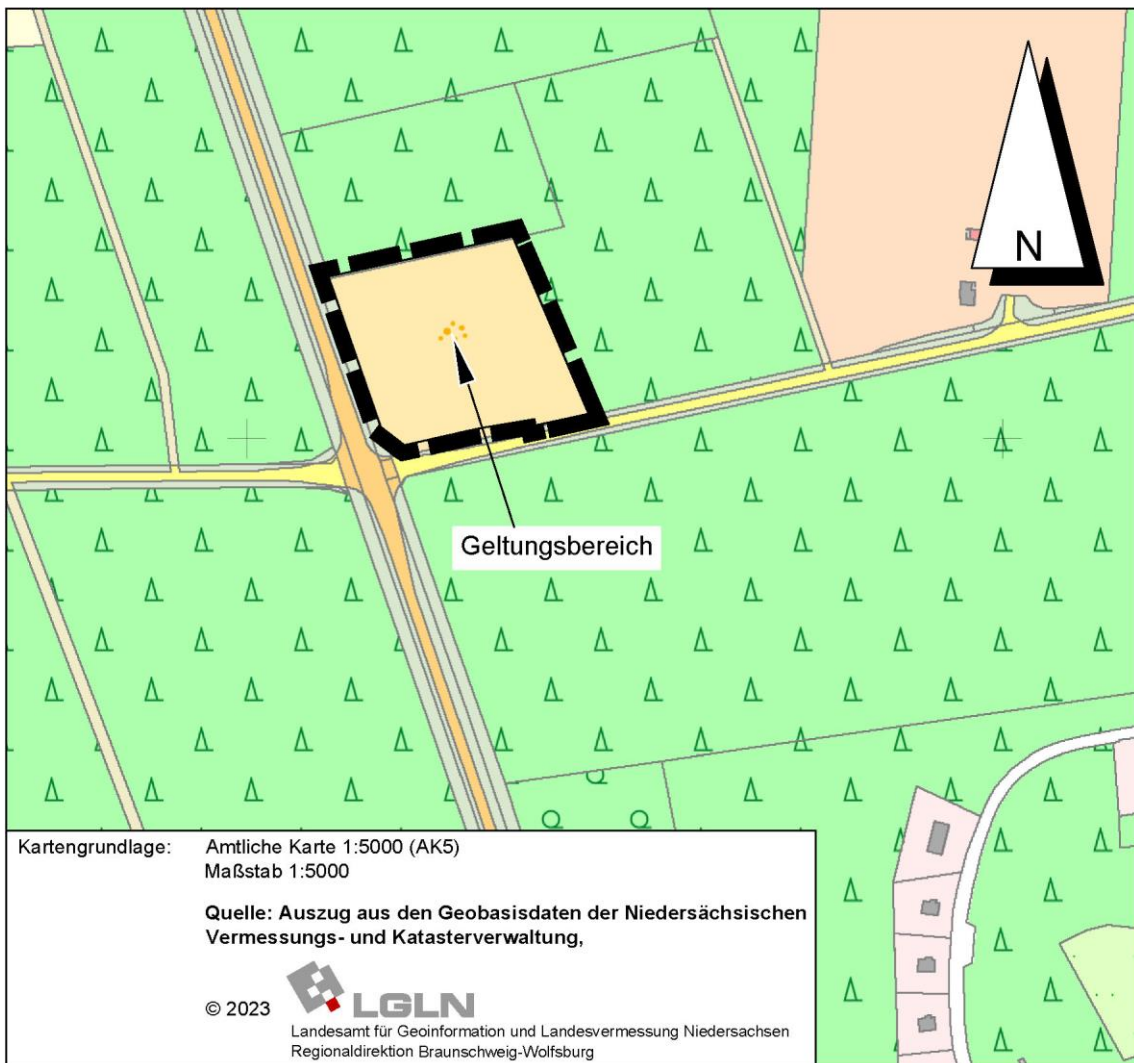 N
Geltungsbereich
Kartengrundlage: Amtliche Karte 1:5000 (AK5)
Maßstab 1:5000
Quelle: Auszug aus den Geobasisdaten der Niedersächsischen
Vermessungs- und Katasterverwaltung,
© 2023 LGLN
Landesamt für Geoinformation und Landesvermessung Niedersachsen
Regionaldirektion Braunschweig-Wolfsburg